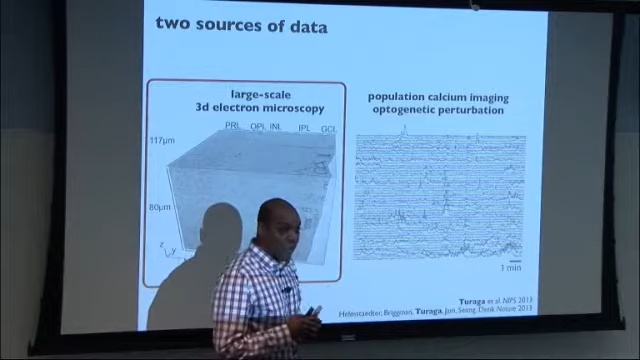 two sources of data
large-scale
3d electron microscopy
PRL OPL INL IPL GCL
117µm
80µm
z
y
population calcium imaging
optogenetic perturbation
1 min
Turaga et al. NIPS 2013
Helmstaedter, Briggman, Turaga, Jain, Seung, Denk Nature 2013